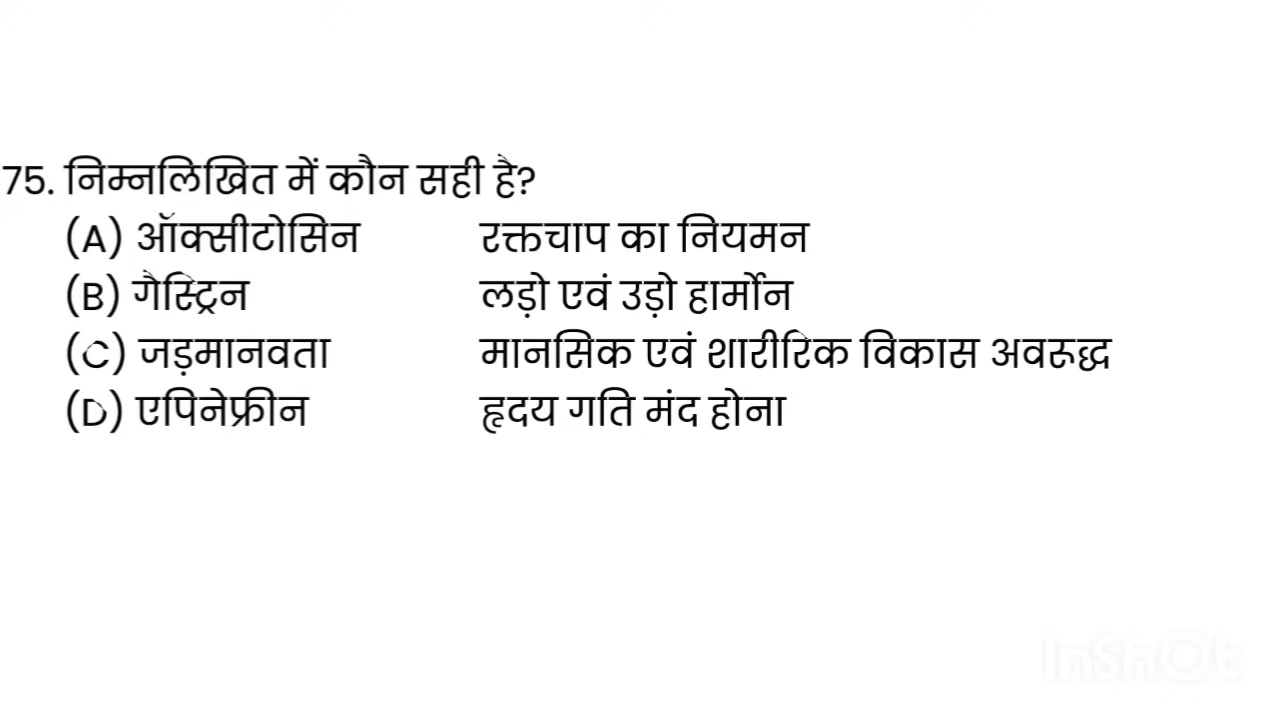 75. निम्नलिखित में कौन सही है?
(A) ऑक्सीटोसिन रक्तचाप का नियमन
(B) गैस्ट्रिन लड़ो एवं उड़ो हार्मोन
(C) जड़मानवता मानसिक एवं शारीरिक विकास अवरूद्ध
(D) एपिनेफ्रीन हृदय गति मंद होना
InShOt